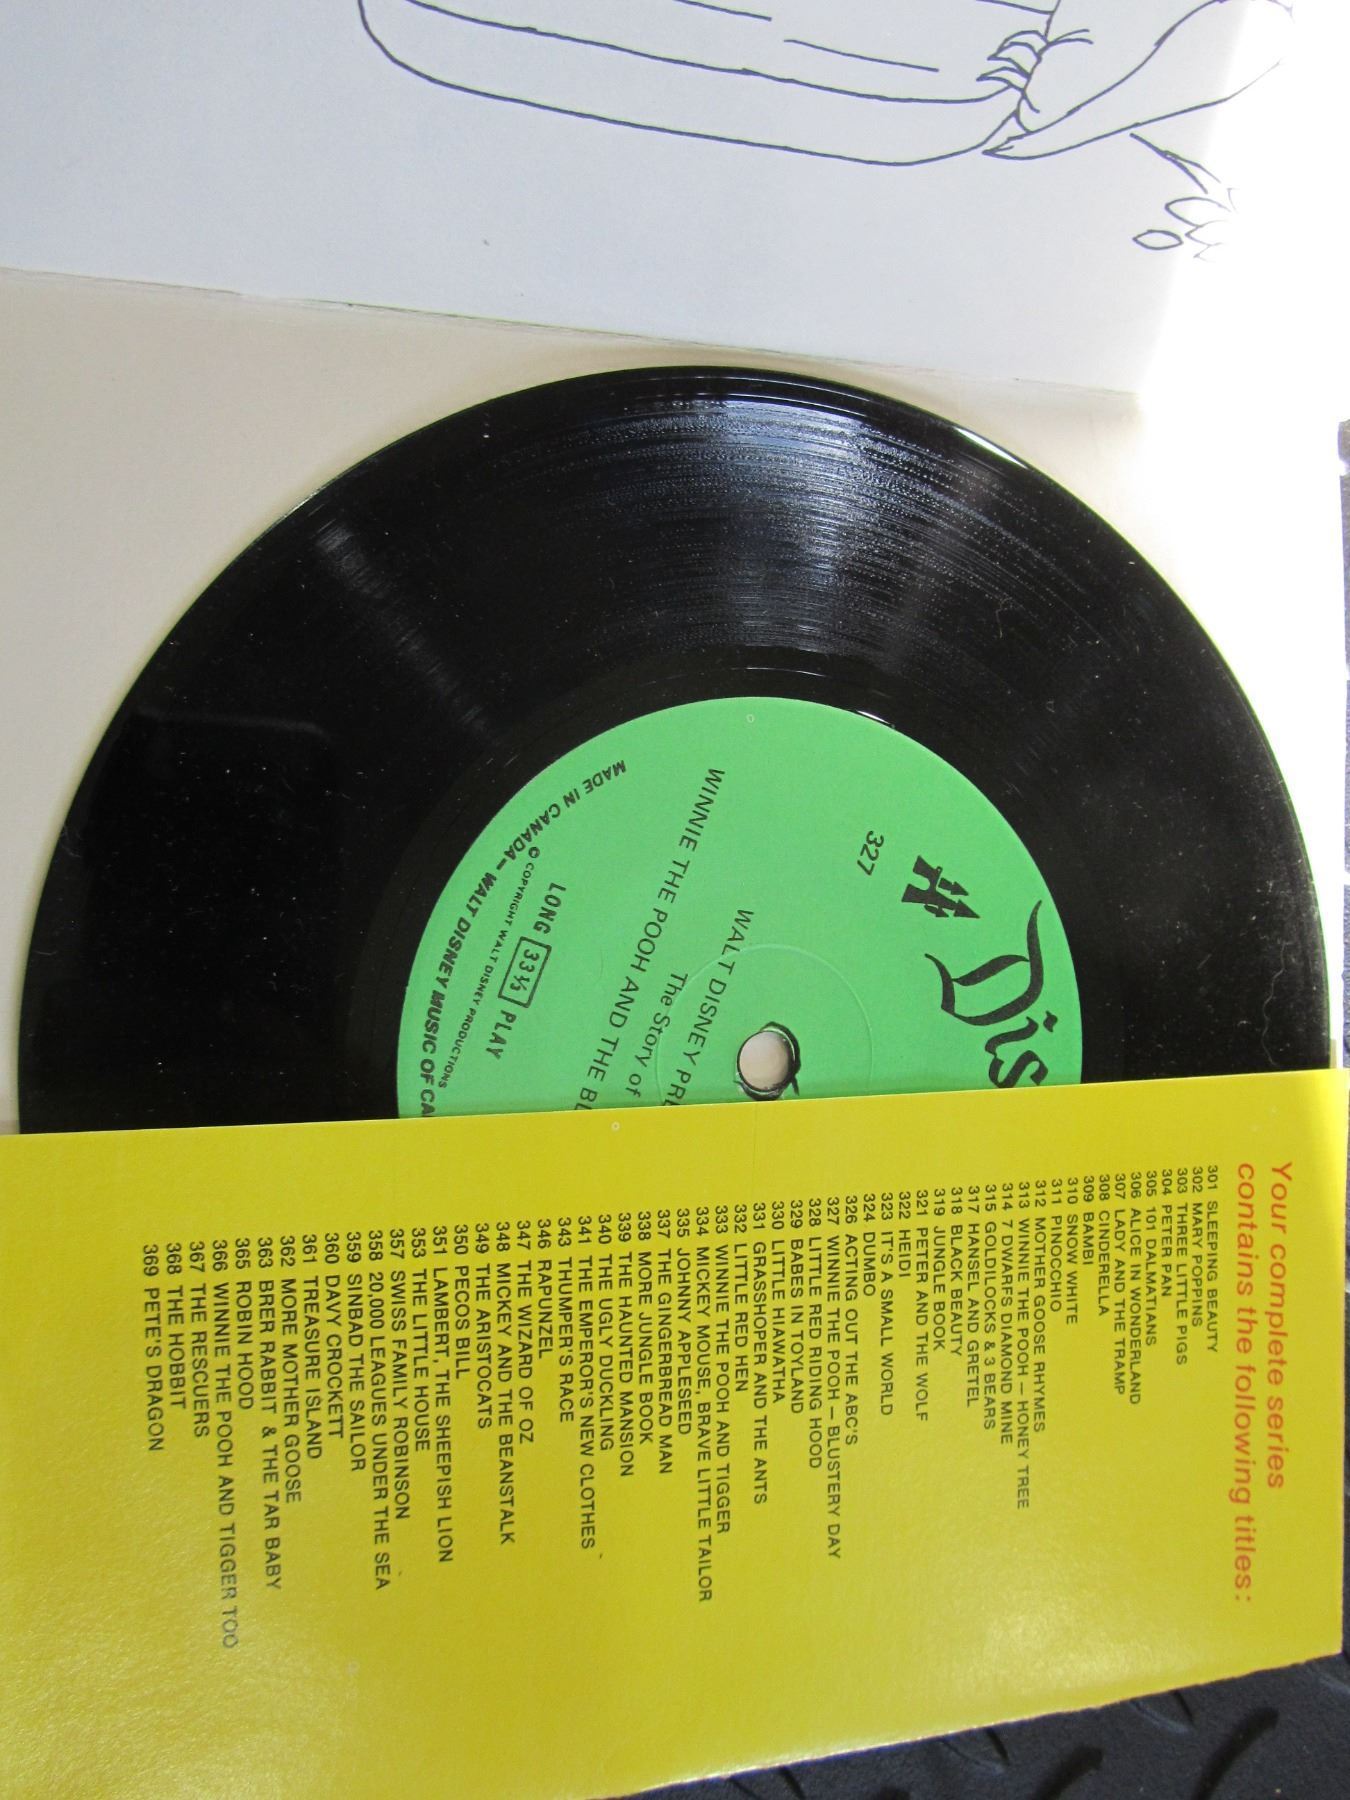 Dis
327
WALT DISNEY PRE
The Story of
WINNIE THE POOH AND THE BL
LONG 33⅓ PLAY
© COPYRIGHT WALT DISNEY PRODUCTIONS
MADE IN CANADA – WALT DISNEY MUSIC OF CA
Your complete series
contains the following titles:
301 SLEEPING BEAUTY
302 MARY POPPINS
303 THREE LITTLE PIGS
304 PETER PAN
305 101 DALMATIANS
306 ALICE IN WONDERLAND
307 LADY AND THE TRAMP
308 CINDERELLA
309 BAMBI
310 SNOW WHITE
311 PINOCCHIO
312 MOTHER GOOSE RHYMES
313 WINNIE THE POOH – HONEY TREE
314 7 DWARFS DIAMOND MINE
315 GOLDILOCKS & 3 BEARS
317 HANSEL AND GRETEL
318 BLACK BEAUTY
319 JUNGLE BOOK
321 PETER AND THE WOLF
322 HEIDI
323 IT'S A SMALL WORLD
324 DUMBO
326 ACTING OUT THE ABC'S
327 WINNIE THE POOH – BLUSTERY DAY
328 LITTLE RED RIDING HOOD
329 BABES IN TOYLAND
330 LITTLE HIAWATHA
331 GRASSHOPER AND THE ANTS
332 LITTLE RED HEN
333 WINNIE THE POOH AND TIGGER
334 MICKEY MOUSE, BRAVE LITTLE TAILOR
335 JOHNNY APPLESEED
337 THE GINGERBREAD MAN
338 MORE JUNGLE BOOK
339 THE HAUNTED MANSION
340 THE UGLY DUCKLING
341 THE EMPEROR'S NEW CLOTHES
343 THUMPER'S RACE
346 RAPUNZEL
347 THE WIZARD OF OZ
348 MICKEY AND THE BEANSTALK
349 THE ARISTOCATS
350 PECOS BILL
351 LAMBERT, THE SHEEPISH LION
353 THE LITTLE HOUSE
357 SWISS FAMILY ROBINSON
358 20,000 LEAGUES UNDER THE SEA
359 SINBAD THE SAILOR
360 DAVY CROCKETT
361 TREASURE ISLAND
362 MORE MOTHER GOOSE
363 BRER RABBIT & THE TAR BABY
365 ROBIN HOOD
366 WINNIE THE POOH AND TIGGER TOO
367 THE RESCUERS
368 THE HOBBIT
369 PETE'S DRAGON